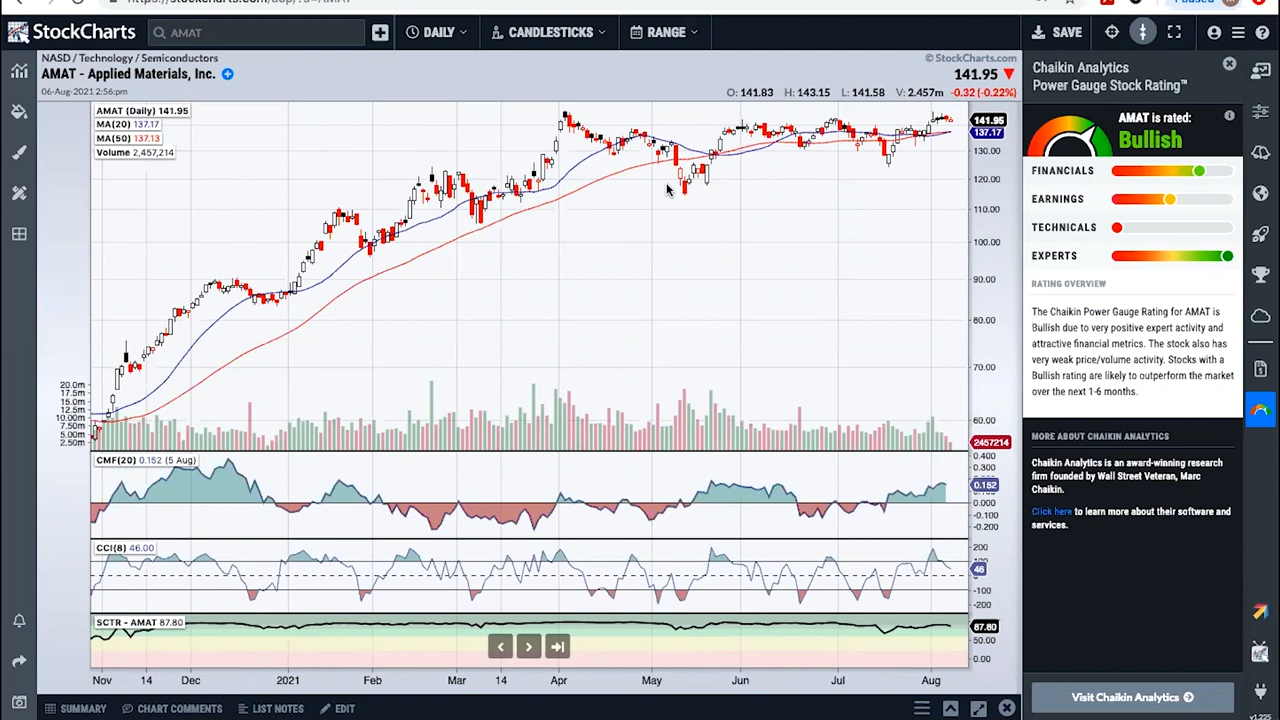 StockCharts
AMAT
DAILY
CANDLESTICKS
RANGE
SAVE
NASD / Technology / Semiconductors
© StockCharts.com
AMAT - Applied Materials, Inc.
141.95
06-Aug-2021 2:56pm
O: 141.83 H: 143.15 L: 141.58 V: 2.457m -0.32 (-0.22%)
AMAT (Daily) 141.95
MA(20) 137.17
MA(50) 137.13
Volume 2,457,214
141.95
137.17
130.00
120.00
110.00
100.00
90.00
80.00
70.00
60.00
20.0m
17.5m
15.0m
12.5m
10.00m
7.50m
5.00m
2.50m
2457214
CMF(20) 0.152 (5 Aug)
0.400
0.300
0.152
0.000
-0.100
-0.200
CCI(8) 46.00
200
46
-100
-200
SCTR - AMAT 87.80
87.80
50.00
0.00
Nov 14 Dec 2021 Feb Mar 14 Apr May Jun Jul Aug
SUMMARY CHART COMMENTS LIST NOTES EDIT
Chaikin Analytics
Power Gauge Stock Rating™
AMAT is rated:
Bullish
FINANCIALS
EARNINGS
TECHNICALS
EXPERTS
RATING OVERVIEW
The Chaikin Power Gauge Rating for AMAT is
Bullish due to very positive expert activity and
attractive financial metrics. The stock also has
very weak price/volume activity. Stocks with a
Bullish rating are likely to outperform the market
over the next 1-6 months.
MORE ABOUT CHAIKIN ANALYTICS
Chaikin Analytics is an award-winning research
firm founded by Wall Street Veteran, Marc
Chaikin.
Click here to learn more about their software and
services.
Visit Chaikin Analytics